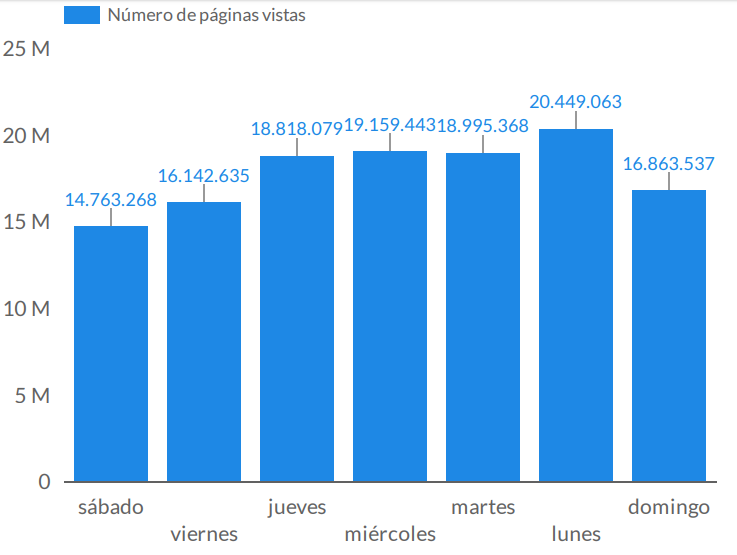 Número de páginas vistas
25 M
20 M
15 M
10 M
5 M
0
14.763.268
16.142.635
18.818.079
19.159.443
18.995.368
20.449.063
16.863.537
sábado
viernes
jueves
miércoles
martes
lunes
domingo